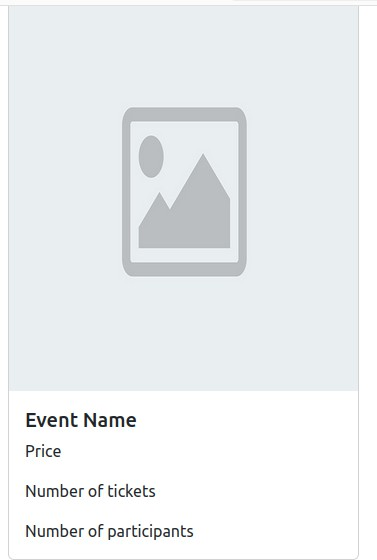 Event Name
Price
Number of tickets
Number of participants